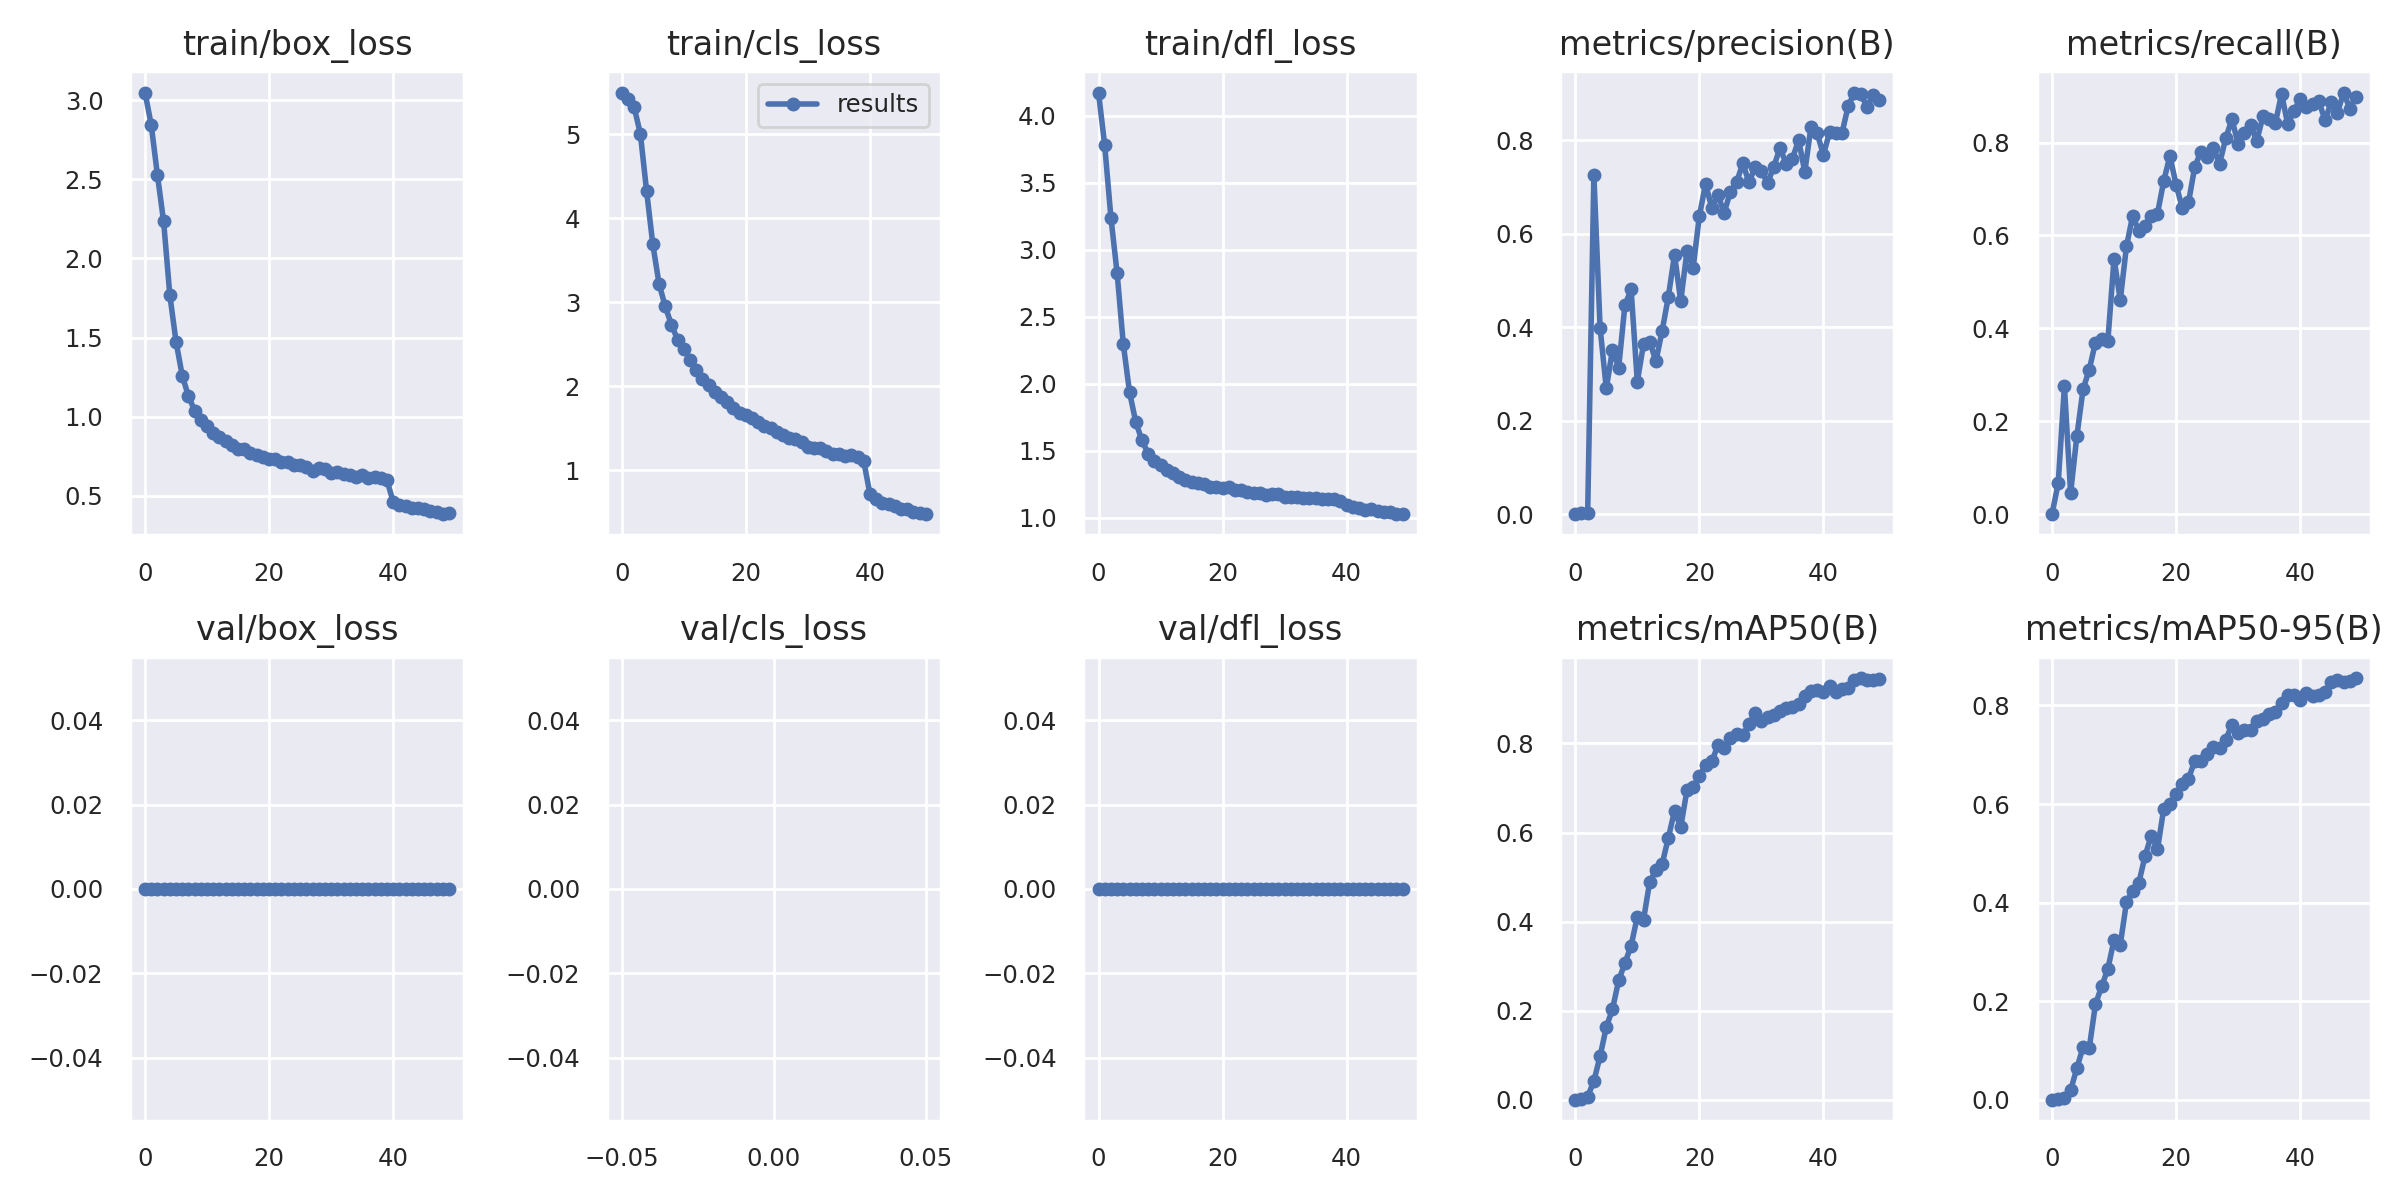 train/box_loss
train/cls_loss
train/dfl_loss
metrics/precision(B)
metrics/recall(B)
3.0
2.5
2.0
1.5
1.0
0.5
0 20 40
results
5
4
3
2
1
0 20 40
4.0
3.5
3.0
2.5
2.0
1.5
1.0
0 20 40
0.8
0.6
0.4
0.2
0.0
0 20 40
0.8
0.6
0.4
0.2
0.0
0 20 40
val/box_loss
val/cls_loss
val/dfl_loss
metrics/mAP50(B)
metrics/mAP50-95(B)
0.04
0.02
0.00
−0.02
−0.04
0 20 40
0.04
0.02
0.00
−0.02
−0.04
−0.05 0.00 0.05
0.04
0.02
0.00
−0.02
−0.04
0 20 40
0.8
0.6
0.4
0.2
0.0
0 20 40
0.8
0.6
0.4
0.2
0.0
0 20 40